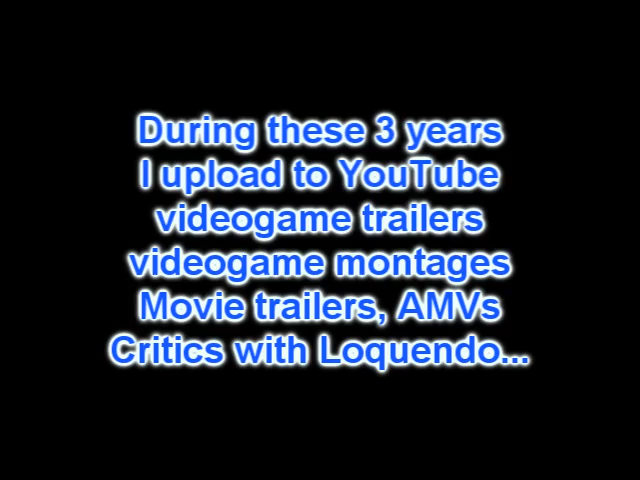 During these 3 years
I upload to YouTube
videogame trailers
videogame montages
Movie trailers, AMVs
Critics with Loquendo...